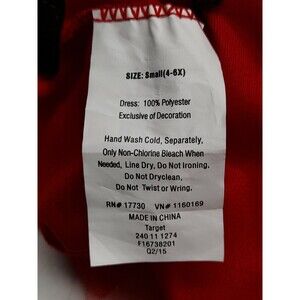 SIZE: Small(4-6X)
Dress: 100% Polyester
Exclusive of Decoration
Hand Wash Cold, Separately,
Only Non-Chlorine Bleach When
Needed, Line Dry, Do Not Ironing,
Do Not Dryclean,
Do Not Twist or Wring.
RN# 17730 VN# 1160169
MADE IN CHINA
Target
240 11 1274
F16738201
Q2/15